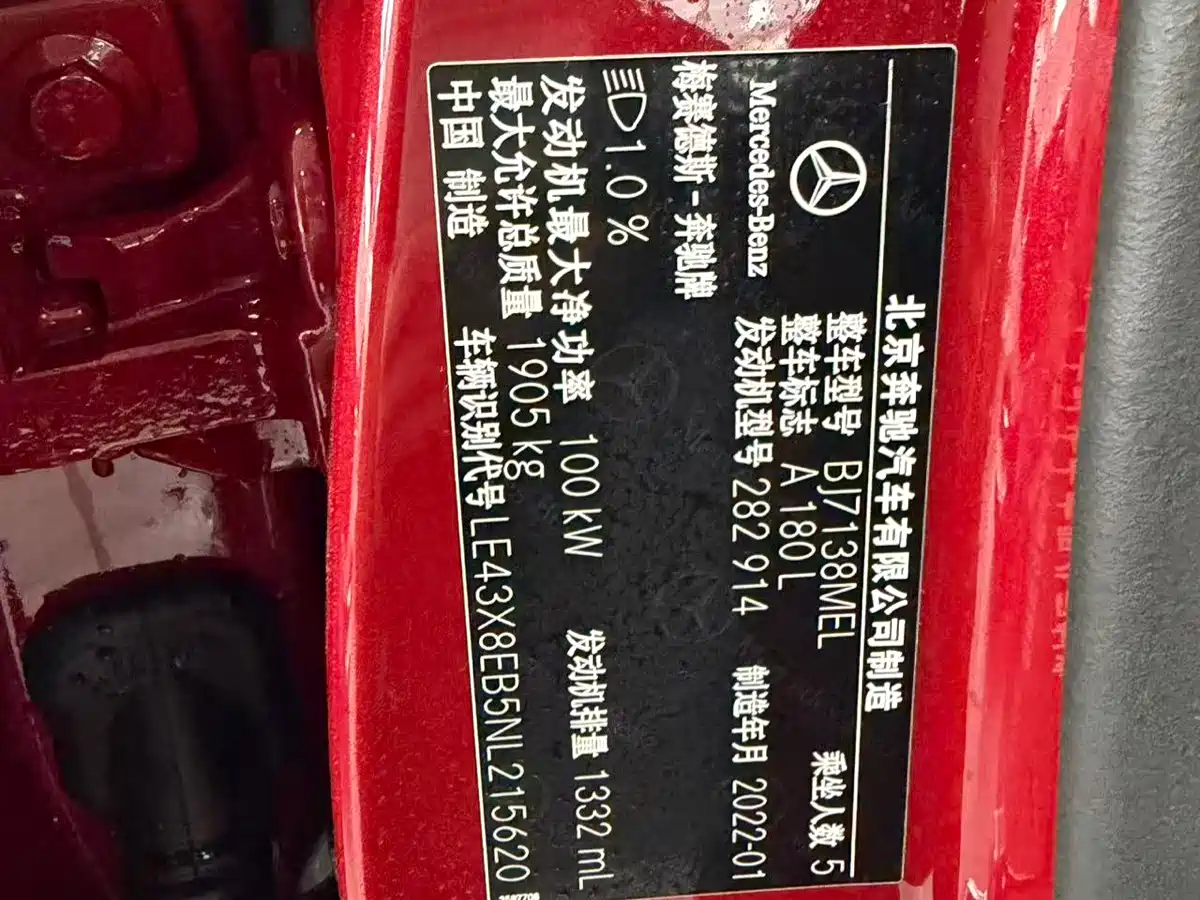 北京奔驰汽车有限公司制造
整车型号 BJ7138MEL 乘坐人数 5
整车标志 A 180 L
Mercedes-Benz 发动机型号 282 914 制造年月 2022-01
梅赛德斯-奔驰牌
1.0 %
发动机最大净功率 100 kW 发动机排量 1332 mL
最大允许总质量 1905 kg
中国 制造 车辆识别代号 LE43X8EB5NL215620